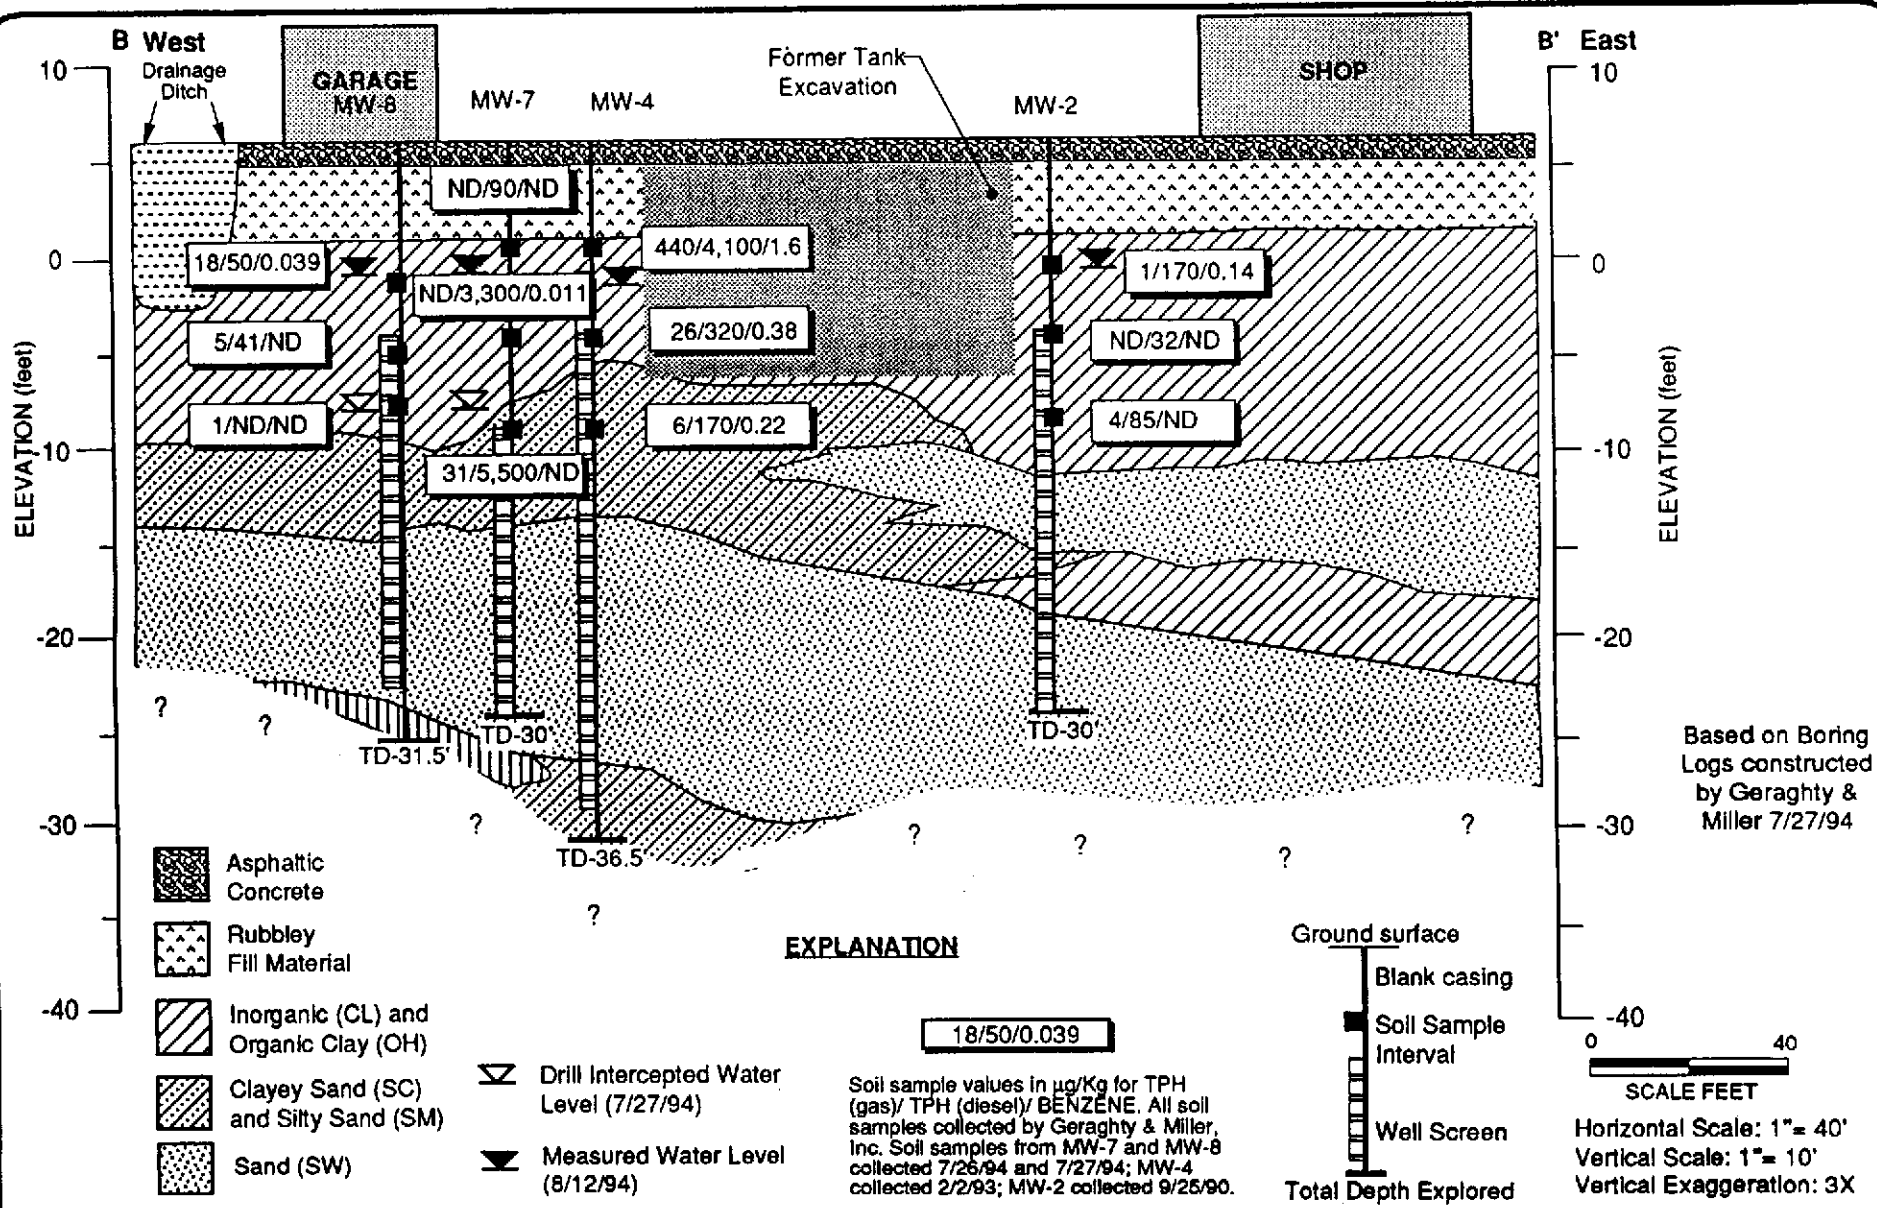 B West
B' East
Drainage
Ditch
GARAGE
MW-8
MW-7
MW-4
Former Tank
Excavation
MW-2
SHOP
ELEVATION (feet)
10
0
-10
-20
-30
-40
ELEVATION (feet)
10
0
-10
-20
-30
-40
ND/90/ND
18/50/0.039
440/4,100/1.6
1/170/0.14
ND/3,300/0.011
5/41/ND
26/320/0.38
ND/32/ND
1/ND/ND
6/170/0.22
4/85/ND
31/5,500/ND
?
?
TD-31.5'
TD-30'
TD-30'
?
TD-36.5'
?
?
?
?
?
Based on Boring
Logs constructed
by Geraghty &
Miller 7/27/94
Asphaltic
Concrete
Rubbley
Fill Material
Inorganic (CL) and
Organic Clay (OH)
Clayey Sand (SC)
and Silty Sand (SM)
Sand (SW)
EXPLANATION
Drill Intercepted Water
Level (7/27/94)
Measured Water Level
(8/12/94)
18/50/0.039
Soil sample values in µg/Kg for TPH
(gas)/ TPH (diesel)/ BENZENE. All soil
samples collected by Geraghty & Miller,
Inc. Soil samples from MW-7 and MW-8
collected 7/26/94 and 7/27/94; MW-4
collected 2/2/93; MW-2 collected 9/25/90.
Ground surface
Blank casing
Soil Sample
Interval
Well Screen
Total Depth Explored
0 40
SCALE FEET
Horizontal Scale: 1"= 40'
Vertical Scale: 1"= 10'
Vertical Exaggeration: 3X